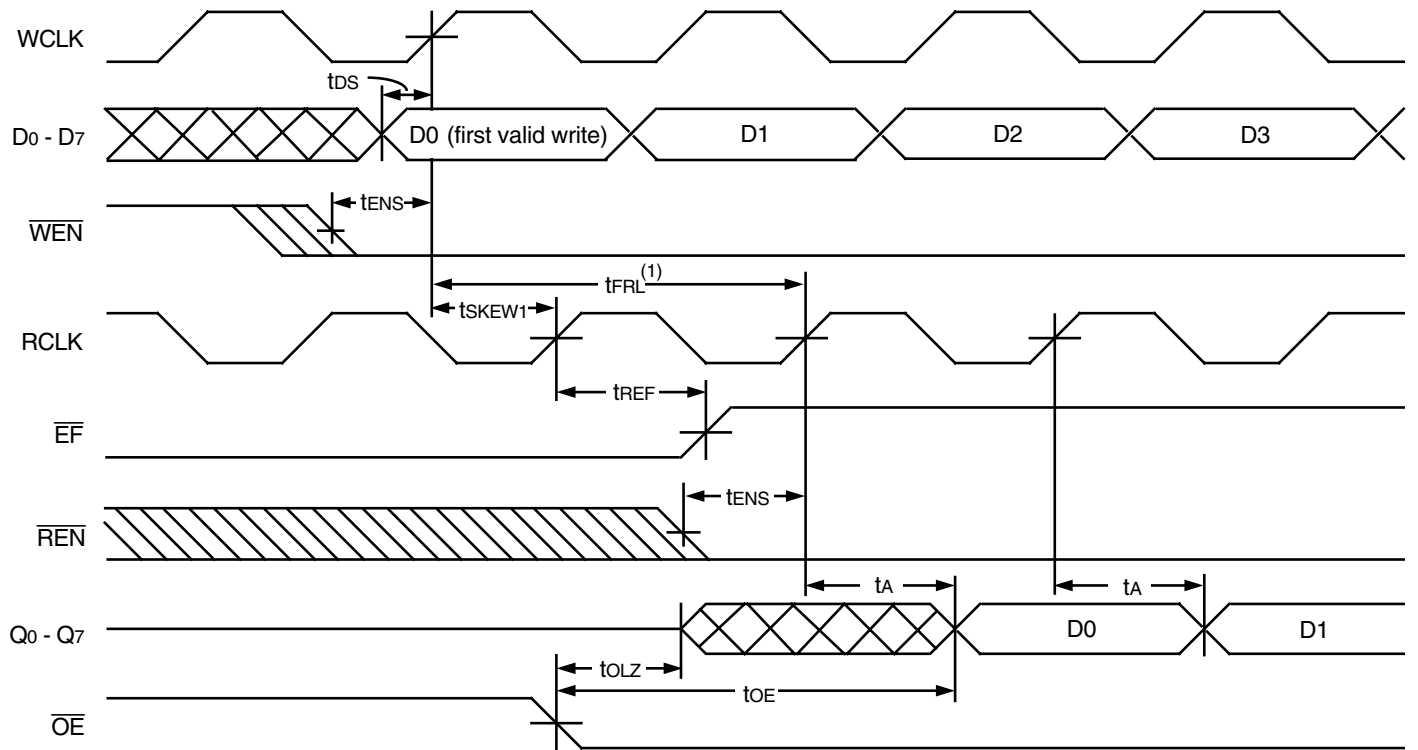 WCLK
tDS
D0 - D7
D0 (first valid write)
D1
D2
D3
WEN
tENS
tFRL(1)
tSKEW1
RCLK
tREF
EF
tENS
REN
tA
tA
Q0 - Q7
D0
D1
tOLZ
tOE
OE